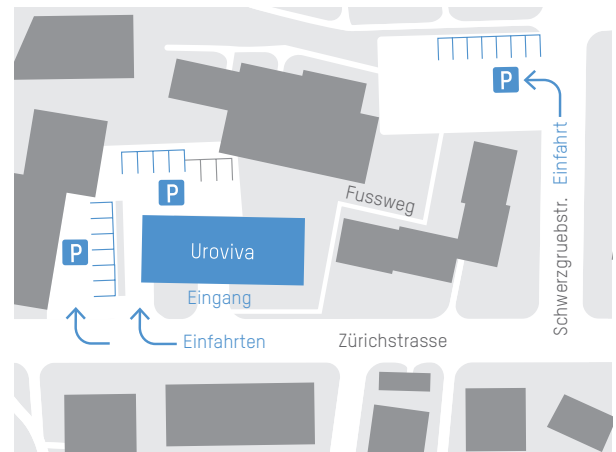 P
Einfahrt
Schwerzgruebstr.
P
Fussweg
P
Uroviva
Eingang
Einfahrten
Zürichstrasse